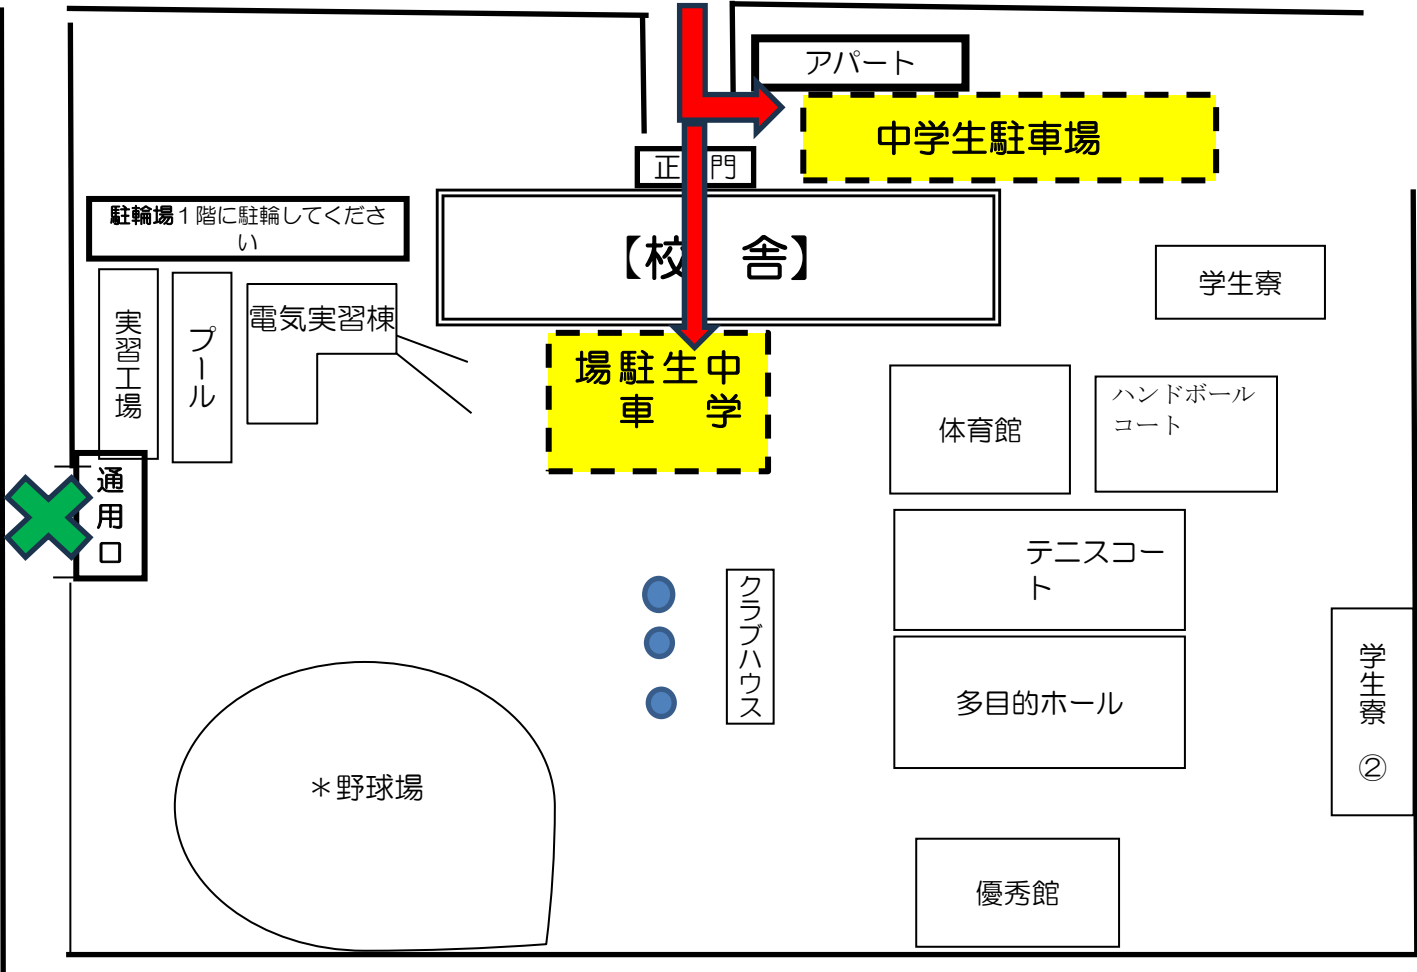 アパート
中学生駐車場
正門
駐輪場１階に駐輪してくださ
い
【校　舎】
学生寮
実習工場
プール
電気実習棟
中学
生
駐車
場
体育館
ハンドボール
コート
通用口
テニスコー
ト
クラブハウス
多目的ホール
学生寮　②
＊野球場
優秀館